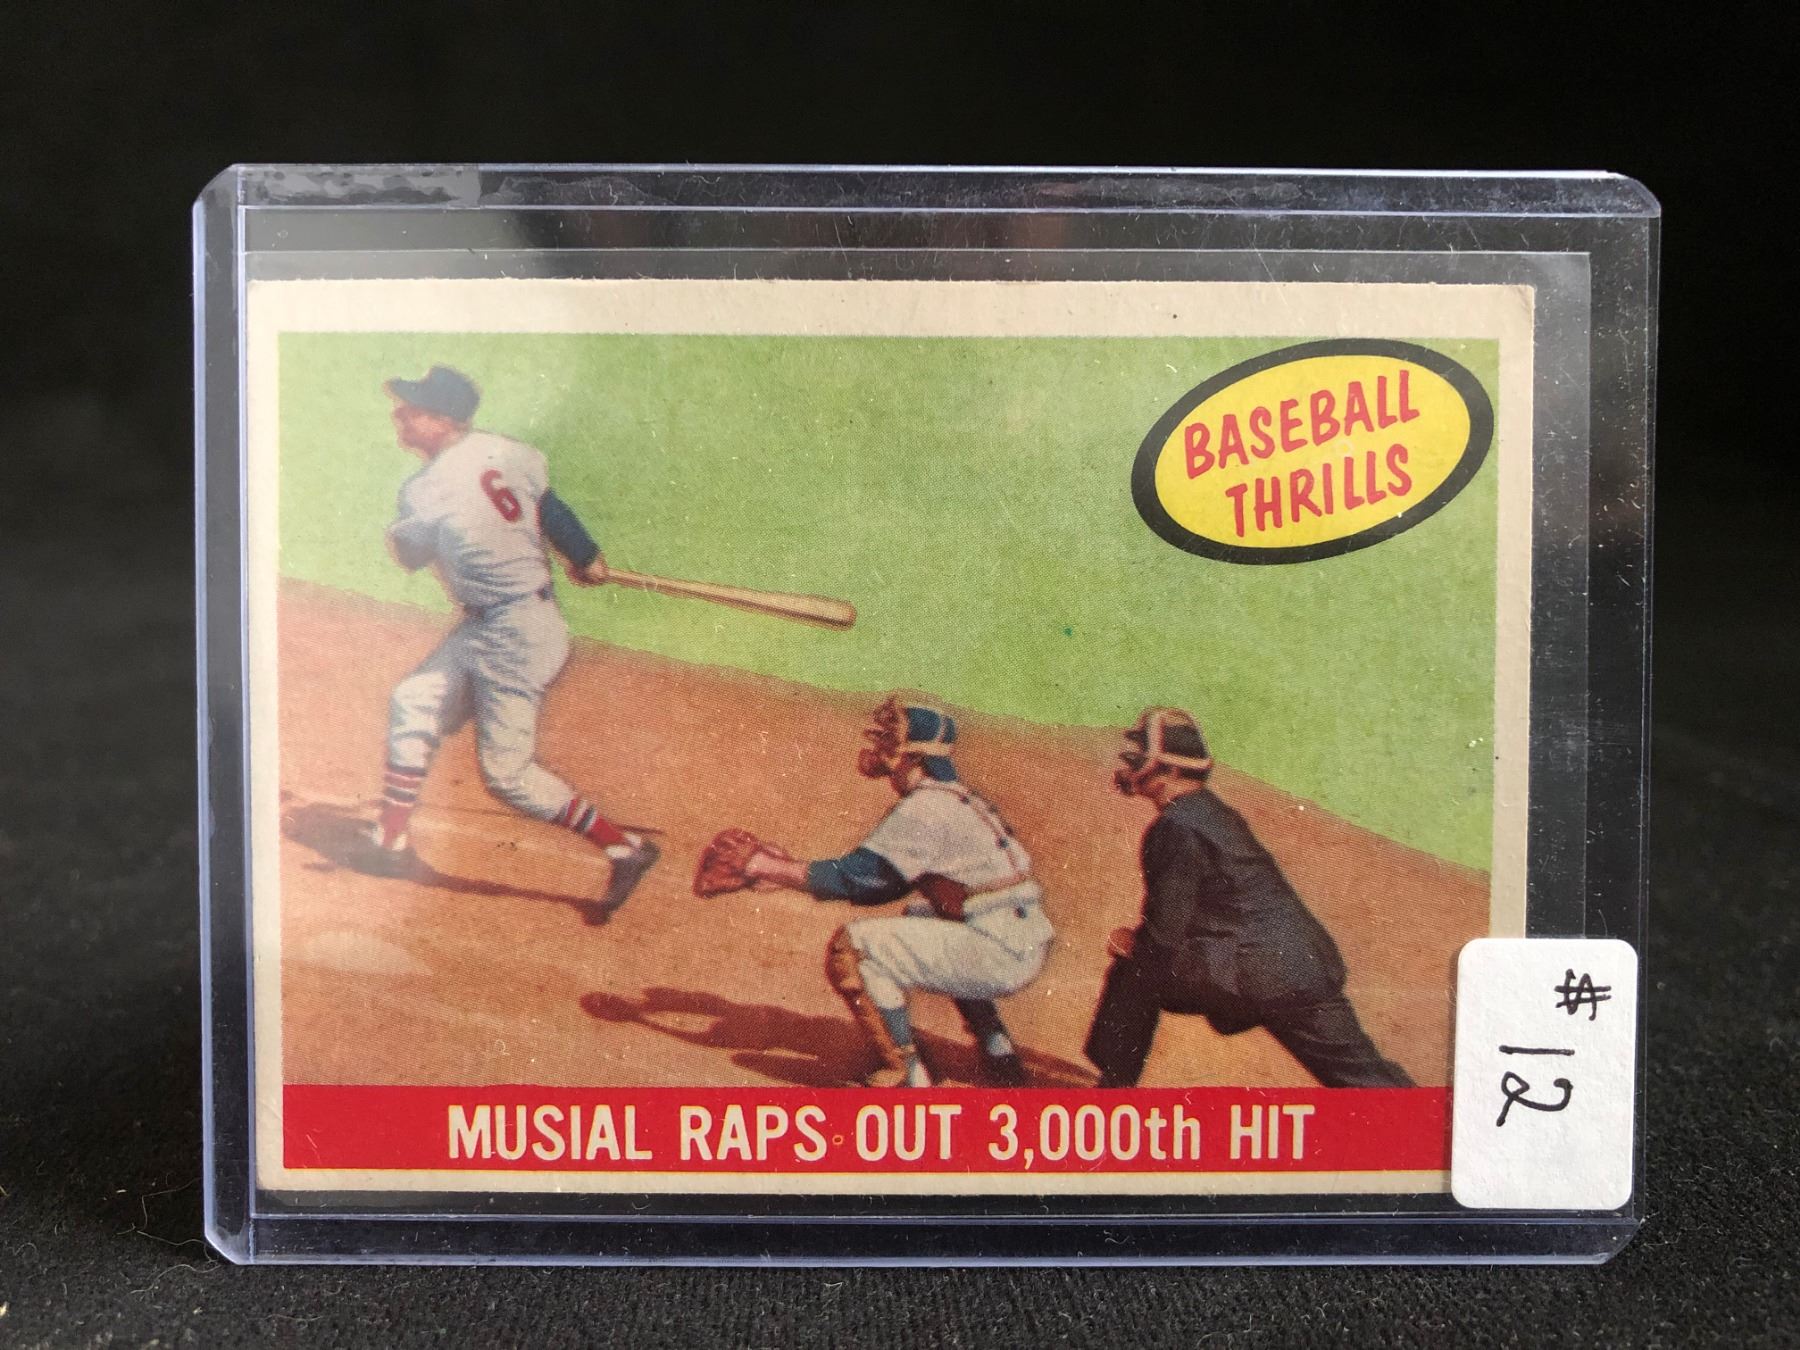 BASEBALL
THRILLS
6
MUSIAL RAPS OUT 3,000th HIT
$12